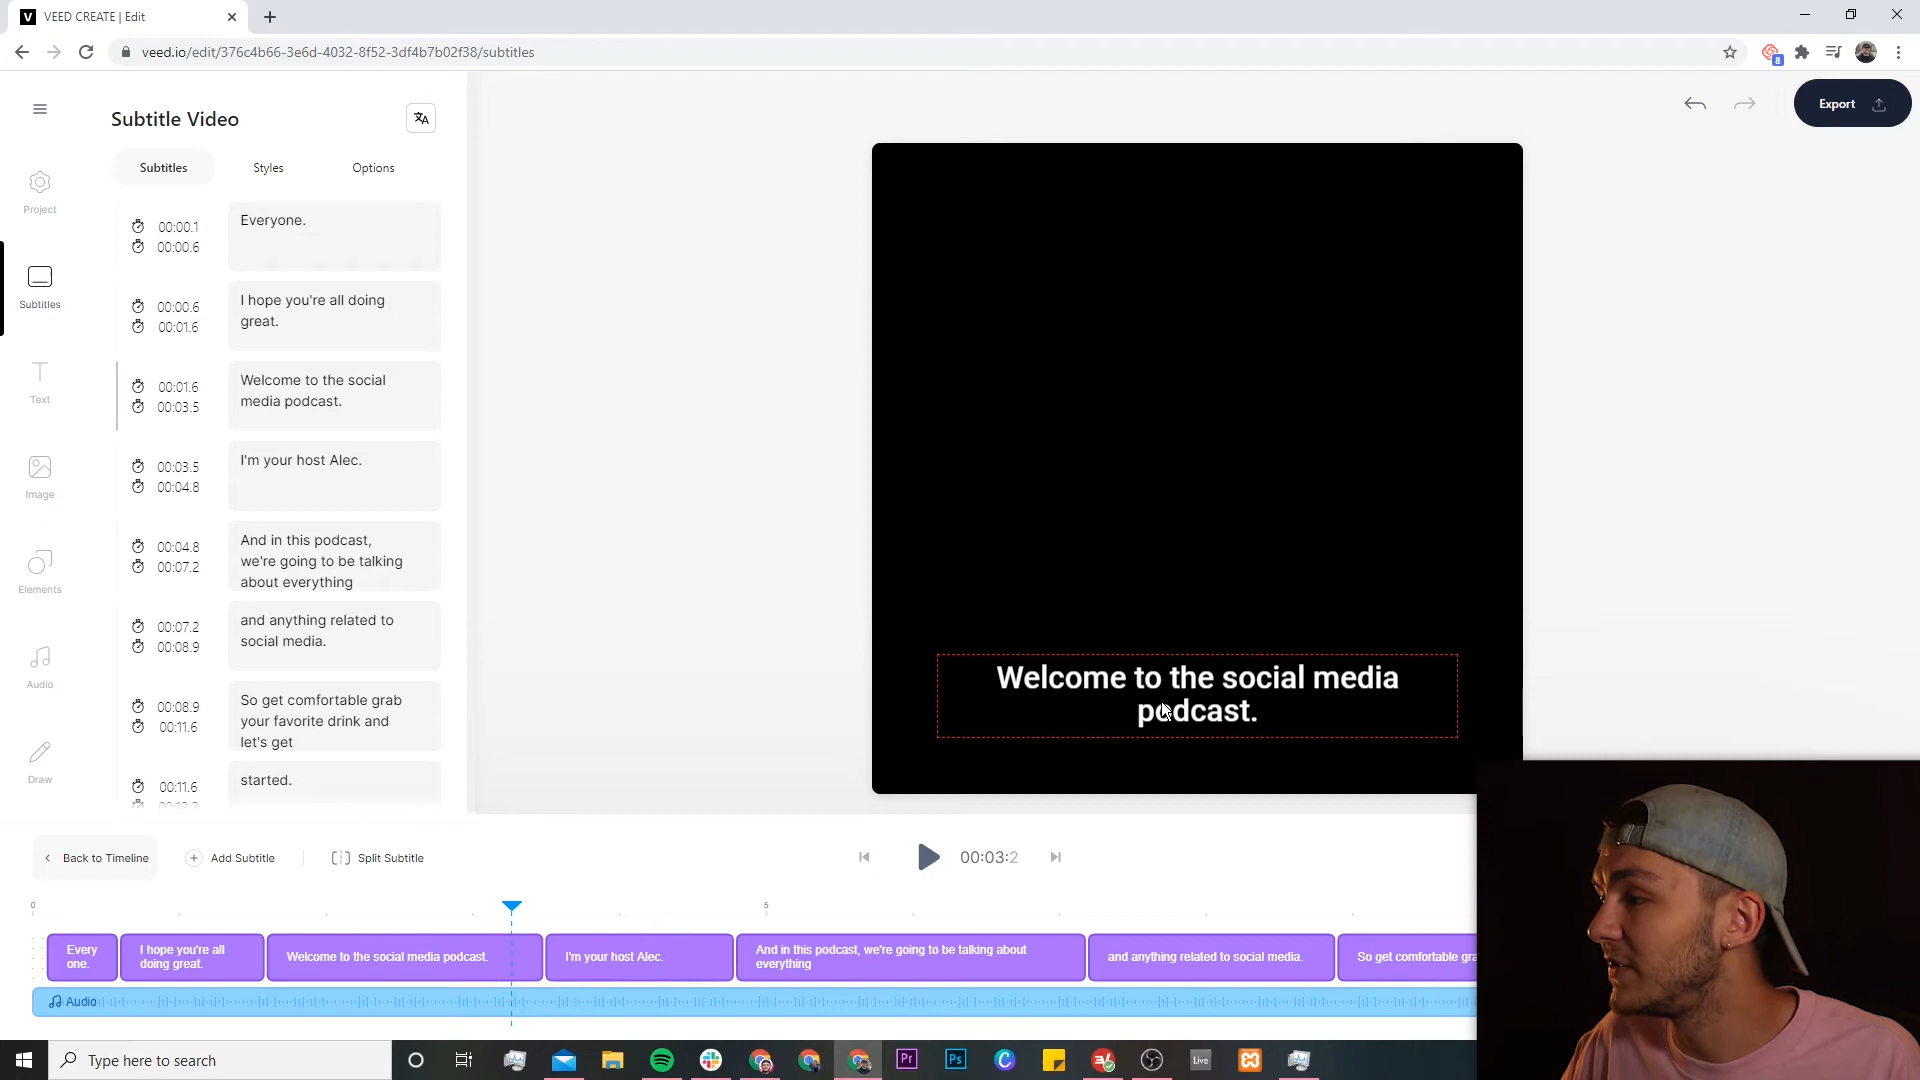 V VEED CREATE | Edit
veed.io/edit/376c4b66-3e6d-4032-8f52-3df4b7b02f38/subtitles
8
Subtitle Video
Export
Subtitles
Styles
Options
Project
Subtitles
Text
Image
Elements
Audio
Draw
00:00.1
00:00.6
Everyone.
00:00.6
00:01.6
I hope you're all doing
great.
00:01.6
00:03.5
Welcome to the social
media podcast.
00:03.5
00:04.8
I'm your host Alec.
00:04.8
00:07.2
And in this podcast,
we're going to be talking
about everything
00:07.2
00:08.9
and anything related to
social media.
00:08.9
00:11.6
So get comfortable grab
your favorite drink and
let's get
00:11.6
started.
Welcome to the social media
podcast.
Back to Timeline
Add Subtitle
Split Subtitle
00:03:2
0
5
Every
one.
I hope you're all
doing great.
Welcome to the social media podcast.
I'm your host Alec.
And in this podcast, we're going to be talking about
everything
and anything related to social media.
So get comfortable gra
Audio
Type here to search
Pr
Ps
Live